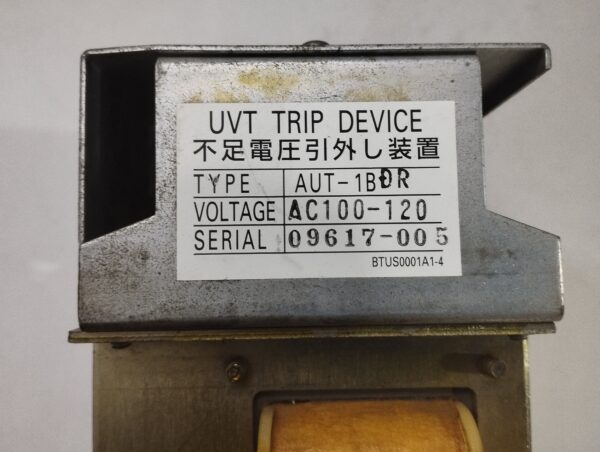 UVT TRIP DEVICE
不足電圧引外し装置
TYPE AUT-1BDR
VOLTAGE AC100-120
SERIAL 09617-005
BTUS0001A1-4